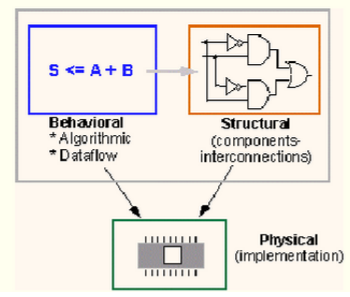 S <= A + B
Behavioral
* Algorithmic
* Dataflow
Structural
(components-
interconnections)
Physical
(implementation)